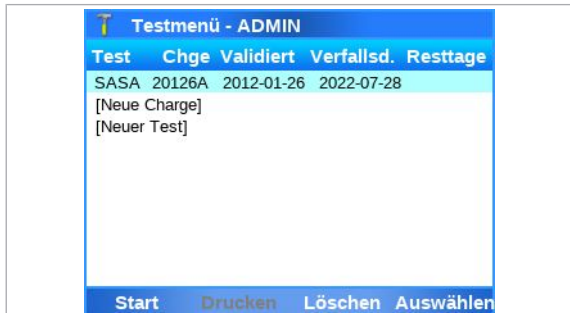 Testmenü - ADMIN
Test Chge Validiert Verfallsd. Resttage
SASA 20126A 2012-01-26 2022-07-28
[Neue Charge]
[Neuer Test]
Start Drucken Löschen Auswählen